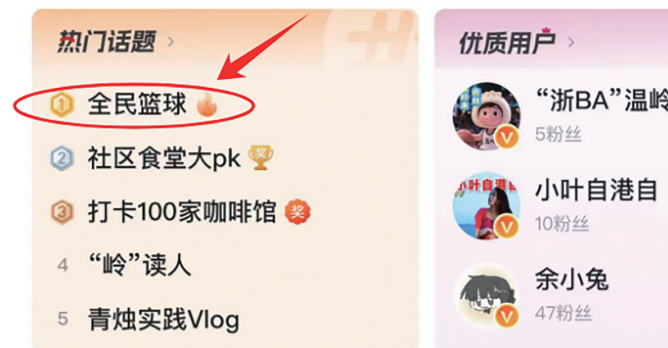 热门话题
1 全民篮球
2 社区食堂大pk 奖
3 打卡100家咖啡馆 奖
4 “岭”读人
5 青烛实践Vlog
优质用户
“浙BA”温岭
5粉丝
小叶自港自
10粉丝
余小兔
47粉丝